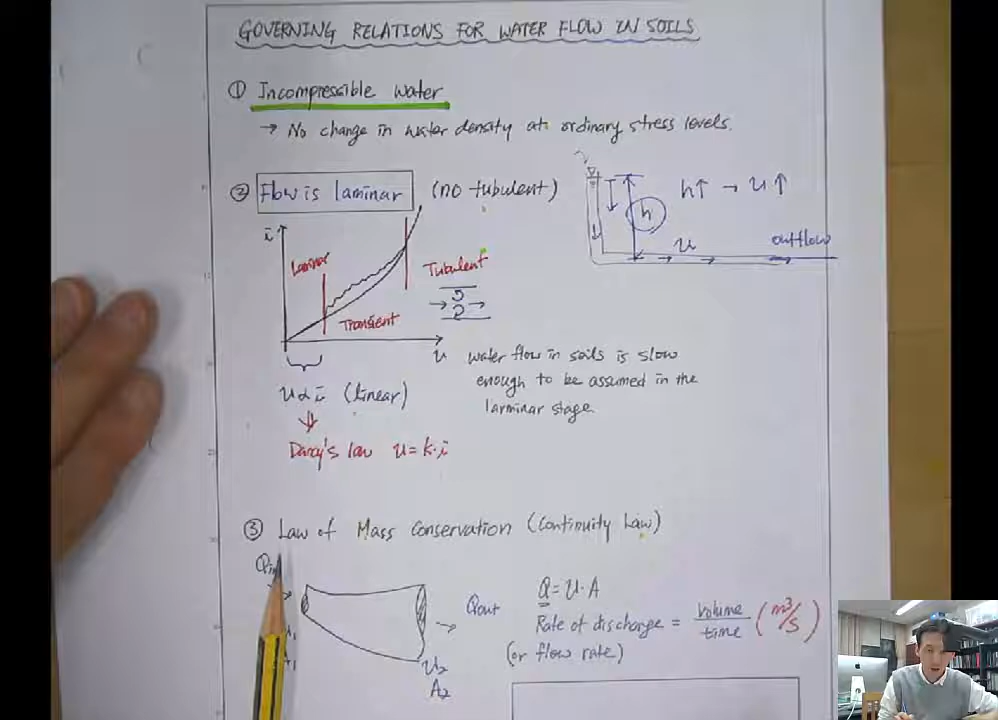 GOVERNING RELATIONS FOR WATER FLOW IN SOILS
① Incompressible water
→ No change in water density at ordinary stress levels.
② Flow is laminar (no tubulent)
h↑ → u↑
h
u
outflow
i
Laminar
Tubulent
Transient
u
u∝i (linear)
Darcy's law u=k·i
water flow in soils is slow
enough to be assumed in the
larminar stage.
③ Law of Mass conservation (Continuity Law)
Qin
Qout
u₂
A₂
Q=u·A
Rate of discharge = volume/time (m³/s)
(or flow rate)